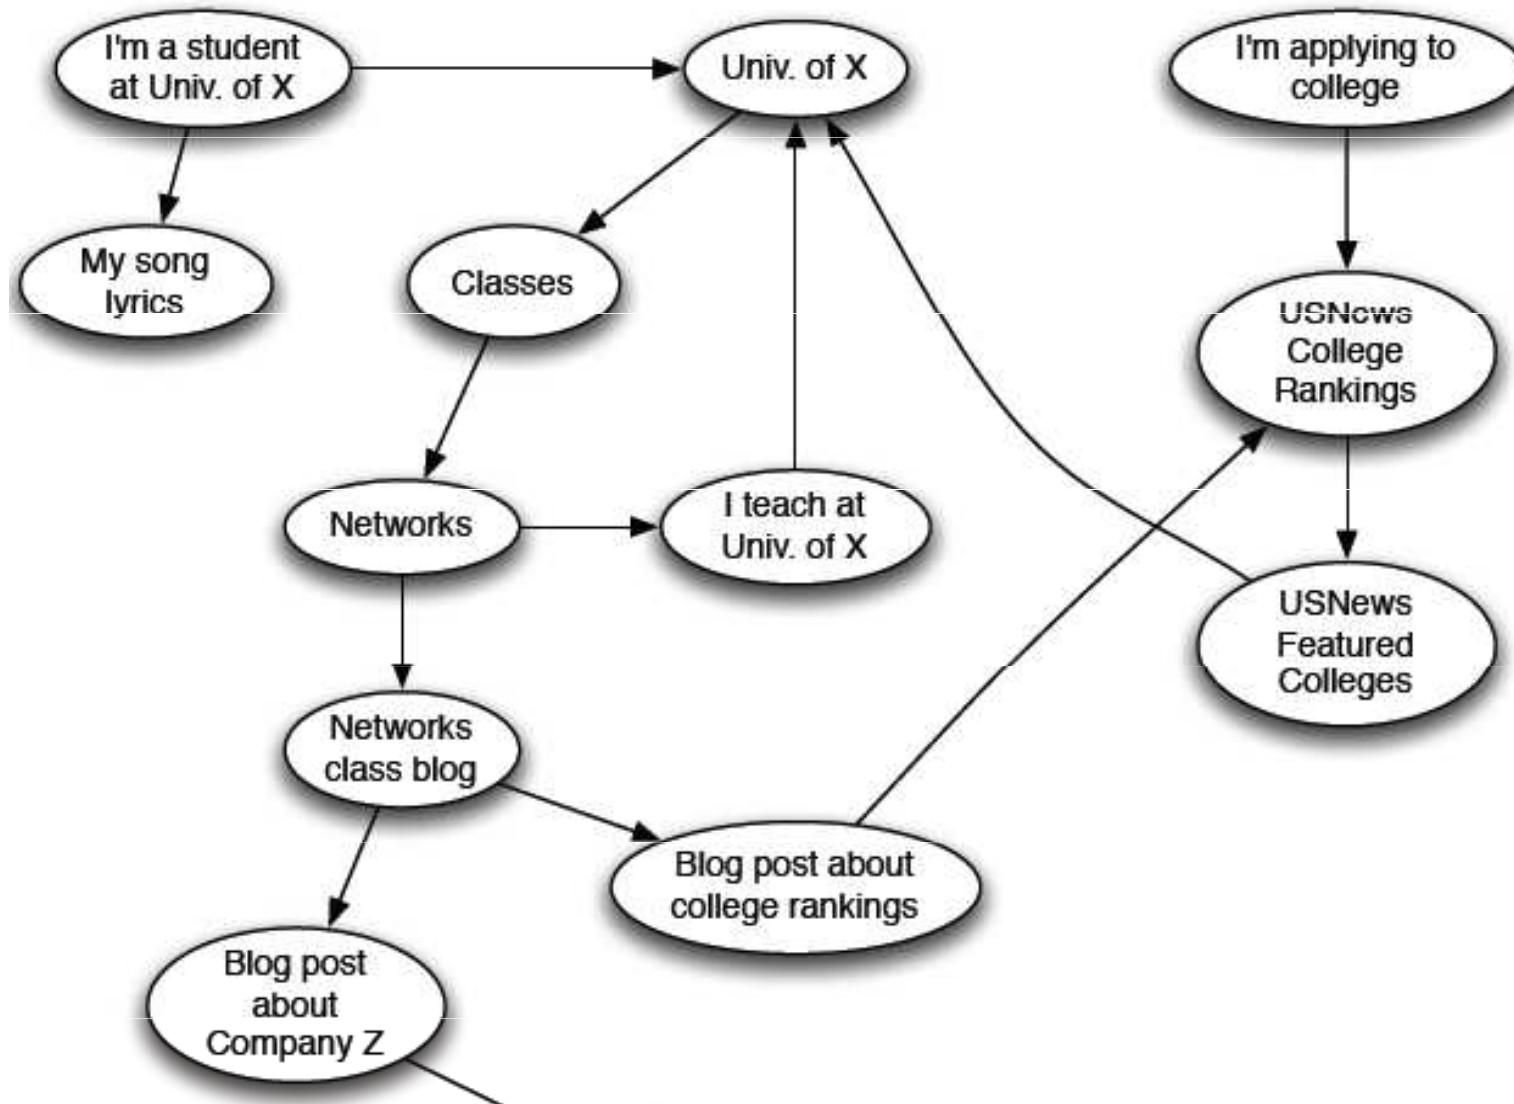 I'm a student
at Univ. of X
Univ. of X
I'm applying to
college
My song
lyrics
Classes
USNews
College
Rankings
Networks
I teach at
Univ. of X
USNews
Featured
Colleges
Networks
class blog
Blog post about
college rankings
Blog post
about
Company Z